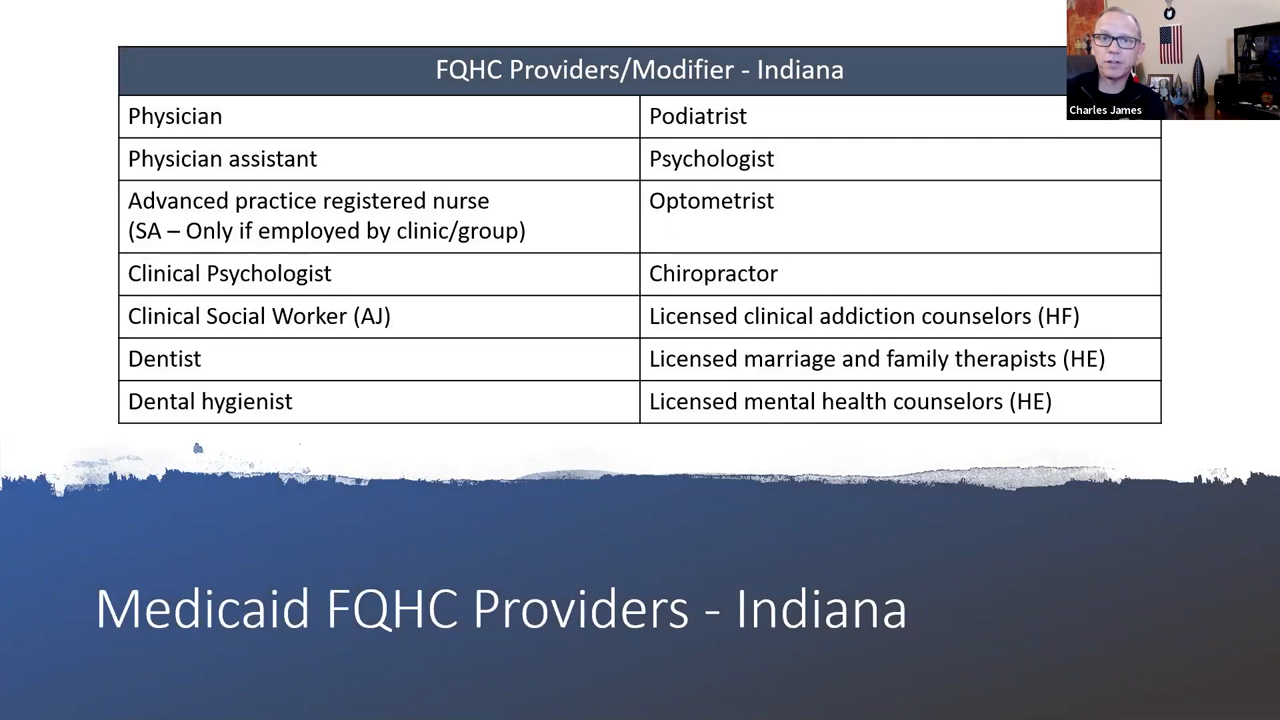 FQHC Providers/Modifier - Indiana
Physician
Podiatrist
Physician assistant
Psychologist
Advanced practice registered nurse
(SA – Only if employed by clinic/group)
Optometrist
Clinical Psychologist
Chiropractor
Clinical Social Worker (AJ)
Licensed clinical addiction counselors (HF)
Dentist
Licensed marriage and family therapists (HE)
Dental hygienist
Licensed mental health counselors (HE)
Medicaid FQHC Providers - Indiana
Charles James